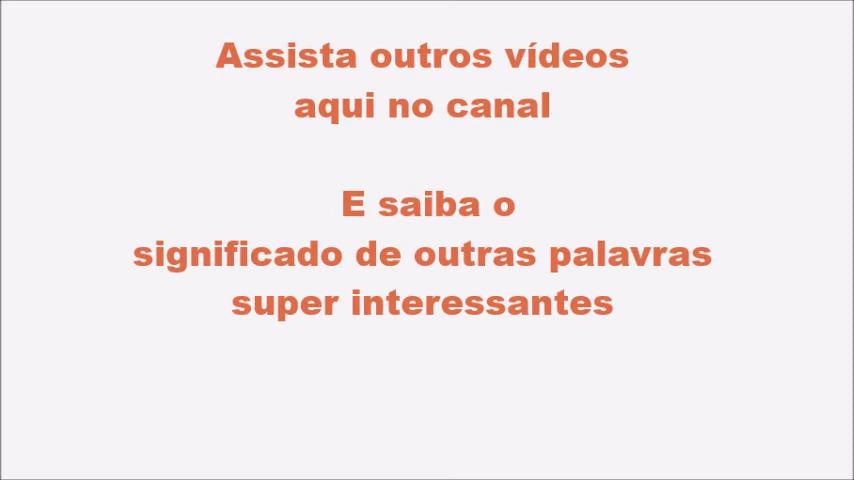 Assista outros vídeos
aqui no canal
E saiba o
significado de outras palavras
super interessantes